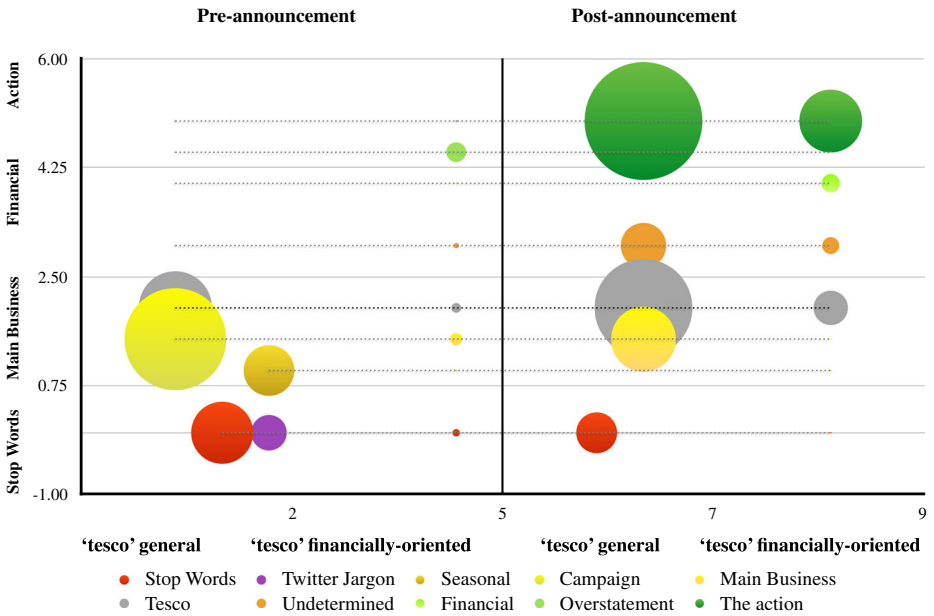 Pre-announcement Post-announcement
6.00
Action
4.25
Financial
2.50
Main Business
0.75
Stop Words
-1.00
2 5 7 9
‘tesco’ general ‘tesco’ financially-oriented ‘tesco’ general ‘tesco’ financially-oriented
Stop Words Twitter Jargon Seasonal Campaign Main Business
Tesco Undetermined Financial Overstatement The action